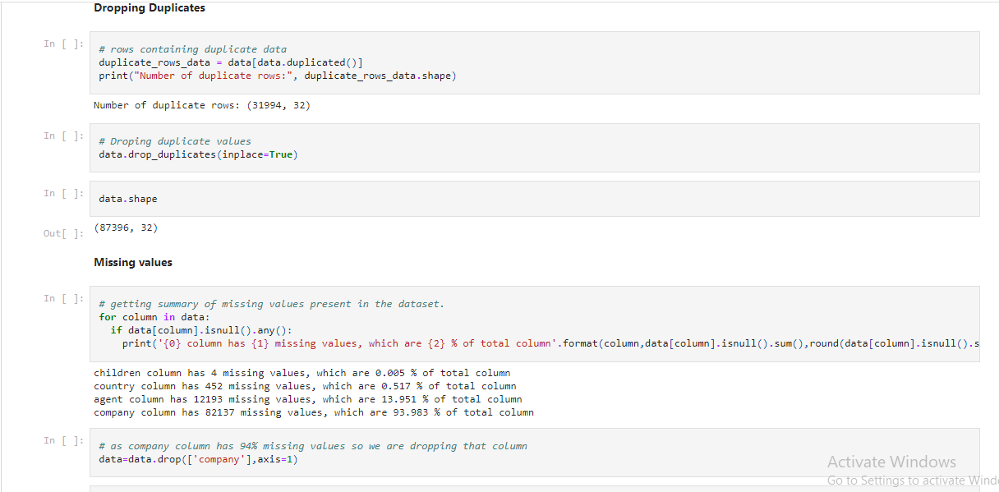 Dropping Duplicates
In [ ]:
# rows containing duplicate data
duplicate_rows_data = data[data.duplicated()]
print("Number of duplicate rows:", duplicate_rows_data.shape)
Number of duplicate rows: (31994, 32)
In [ ]:
# Droping duplicate values
data.drop_duplicates(inplace=True)
In [ ]:
data.shape
Out[ ]:
(87396, 32)
Missing values
In [ ]:
# getting summary of missing values present in the dataset.
for column in data:
  if data[column].isnull().any():
    print('{0} column has {1} missing values, which are {2} % of total column'.format(column,data[column].isnull().sum(),round(data[column].isnull().s
children column has 4 missing values, which are 0.005 % of total column
country column has 452 missing values, which are 0.517 % of total column
agent column has 12193 missing values, which are 13.951 % of total column
company column has 82137 missing values, which are 93.983 % of total column
In [ ]:
# as company column has 94% missing values so we are dropping that column
data=data.drop(['company'],axis=1)
Activate Windows
Go to Settings to activate Wind